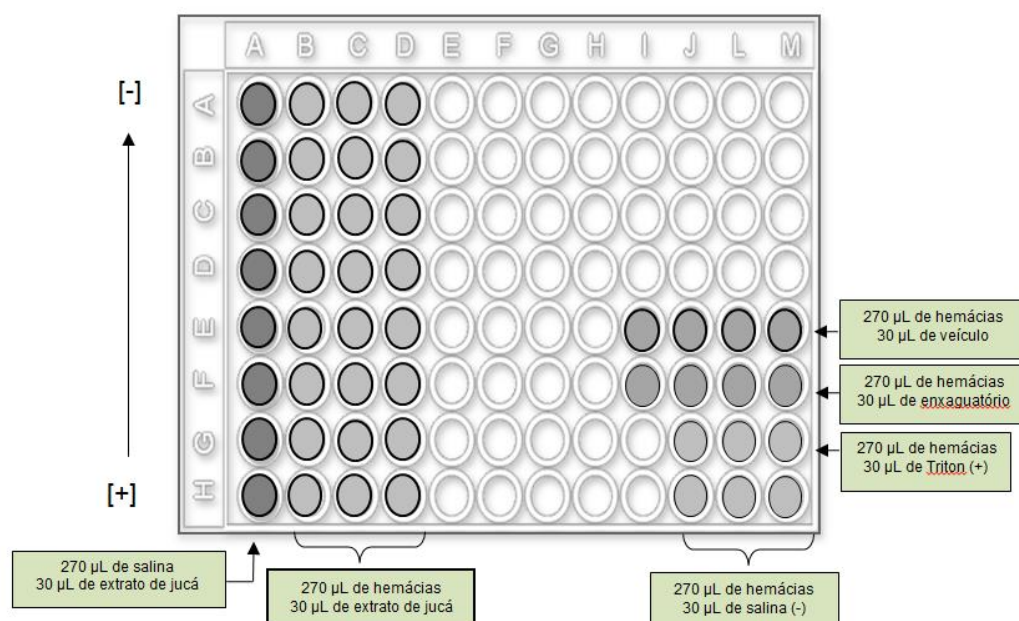 A B C D E F G H I J L M
[-]
A
B
C
D
E
F
G
H
[+]
270 µL de hemácias
30 µL de veículo
270 µL de hemácias
30 µL de enxaguatório
270 µL de hemácias
30 µL de Triton (+)
270 µL de salina
30 µL de extrato de jucá
270 µL de hemácias
30 µL de extrato de jucá
270 µL de hemácias
30 µL de salina (-)